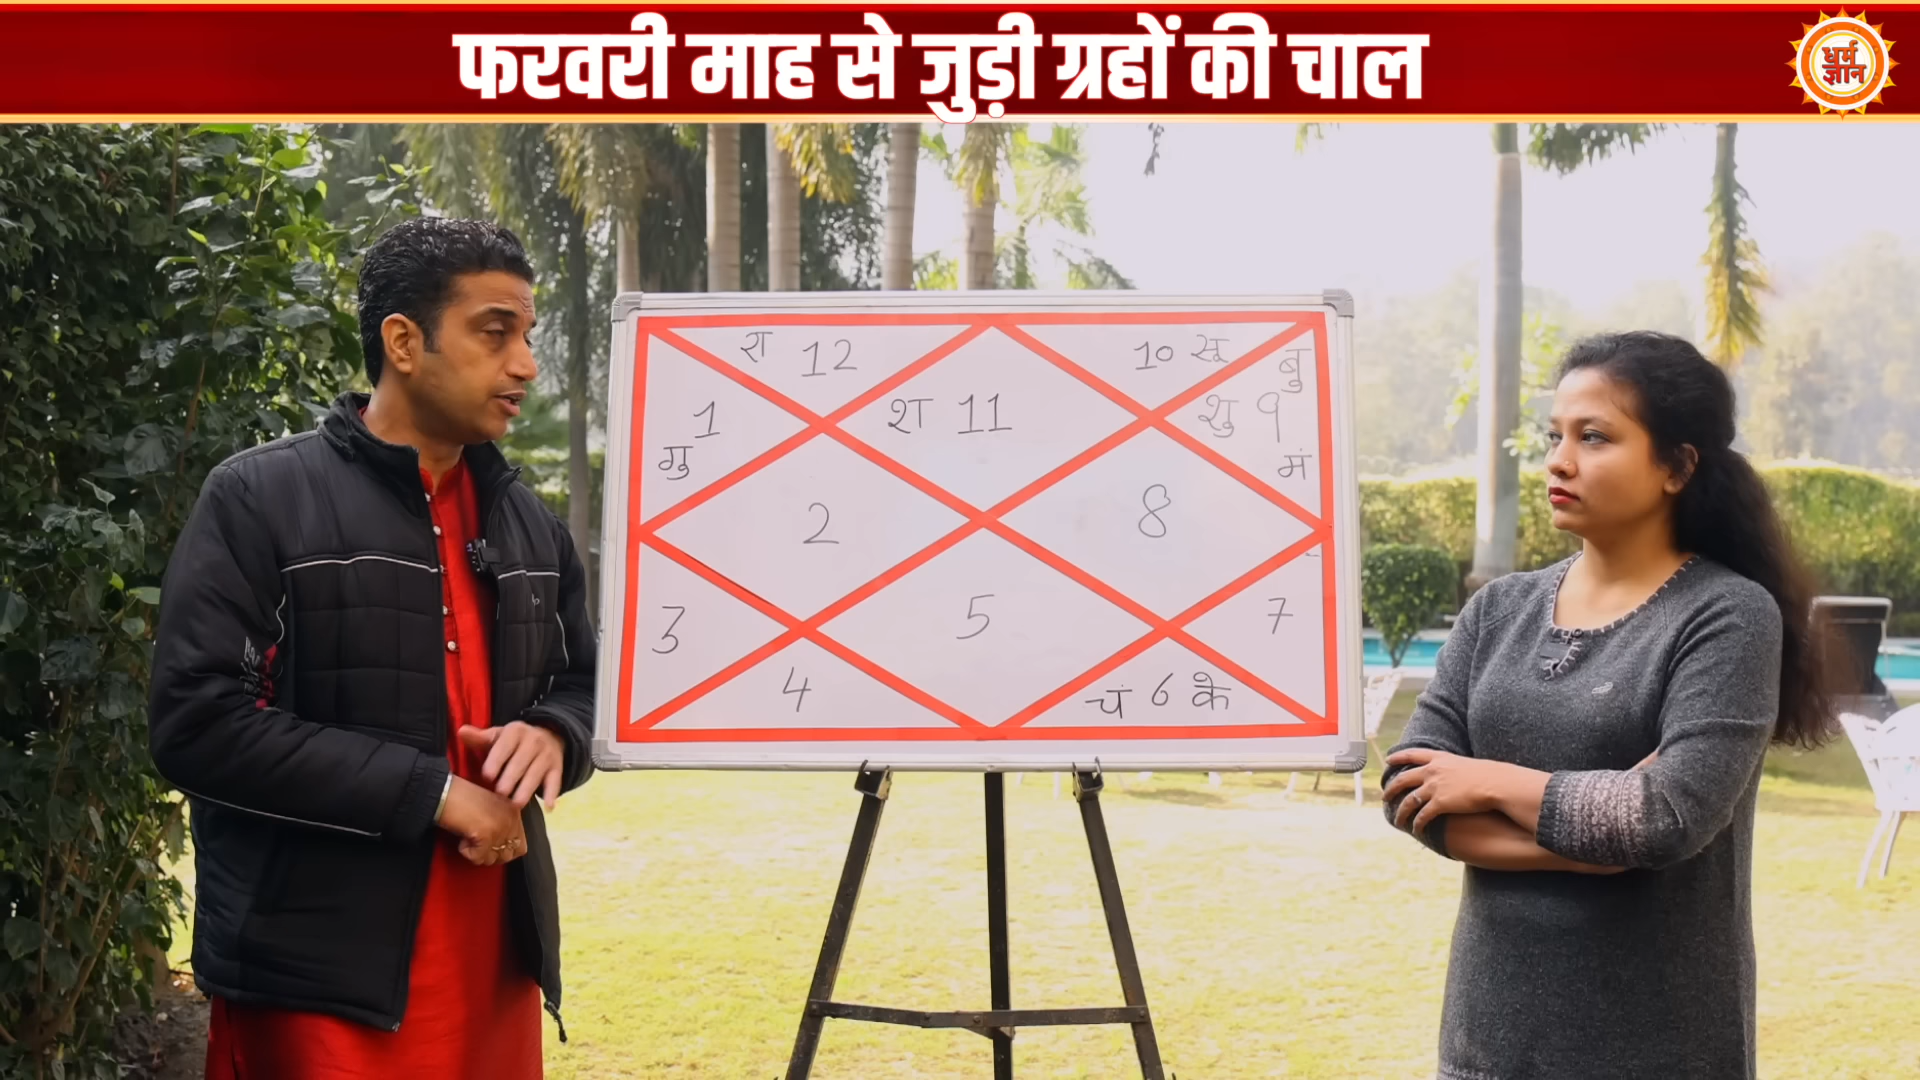 फरवरी माह से जुड़ी ग्रहों की चाल
धर्म
ज्ञान
रा 12
10 सू
बु
1
गु
श 11
शु 9
मं
2
8
3
5
7
4
चं 6 के